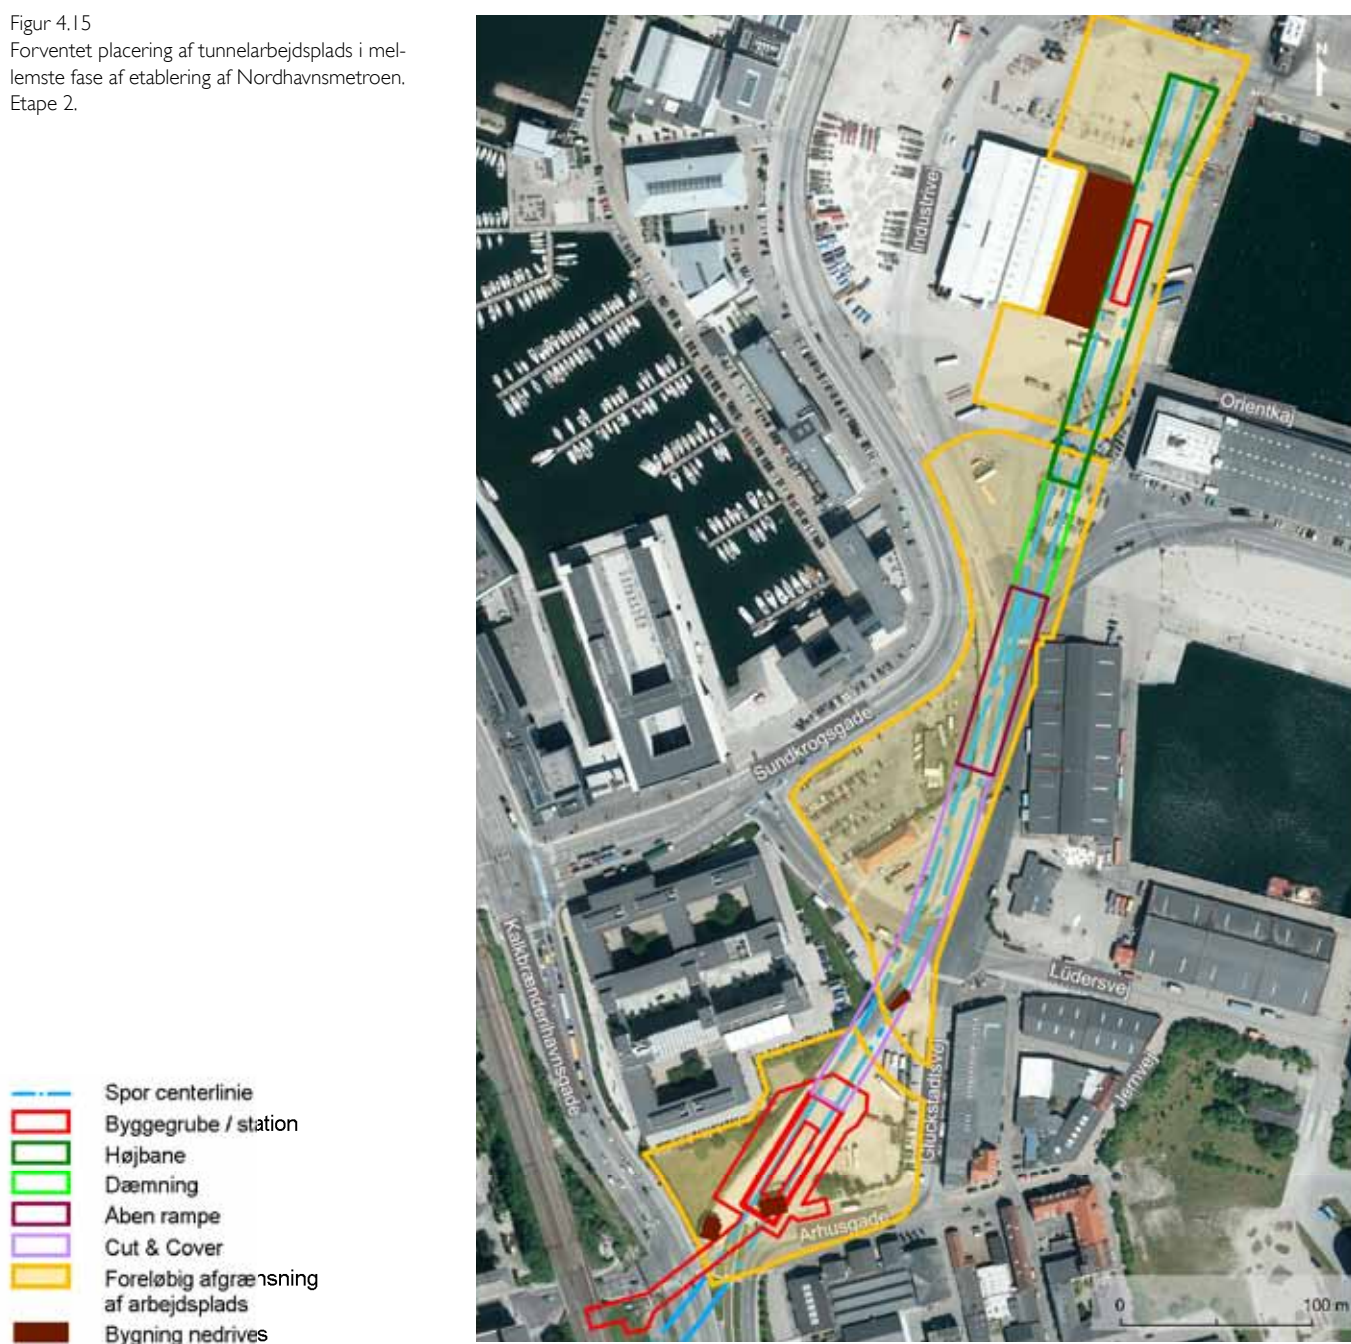 Figur 4.15
Forventet placering af tunnelarbejdsplads i mel-
lemste fase af etablering af Nordhavnsmetroen.
Etape 2.
N
Industrivej
Orientkaj
Sundkrogsgade
Kalkbrænderihavnsgade
Lüdersvej
Glückstadtsvej
Jernvej
Århusgade
0 100 m
Spor centerlinie
Byggegrube / station
Højbane
Dæmning
Aben rampe
Cut & Cover
Foreløbig afgrænsning
af arbejdsplads
Bygning nedrives